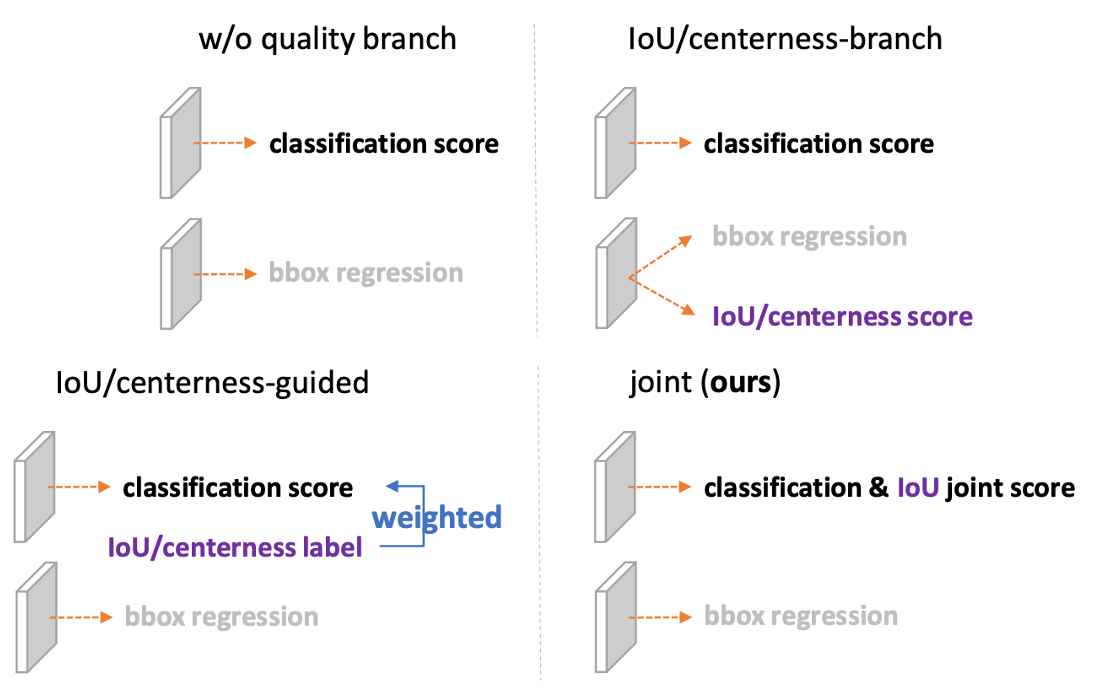 w/o quality branch
classification score
bbox regression
IoU/centerness-branch
classification score
bbox regression
IoU/centerness score
IoU/centerness-guided
classification score
weighted
IoU/centerness label
bbox regression
joint (ours)
classification & IoU joint score
bbox regression